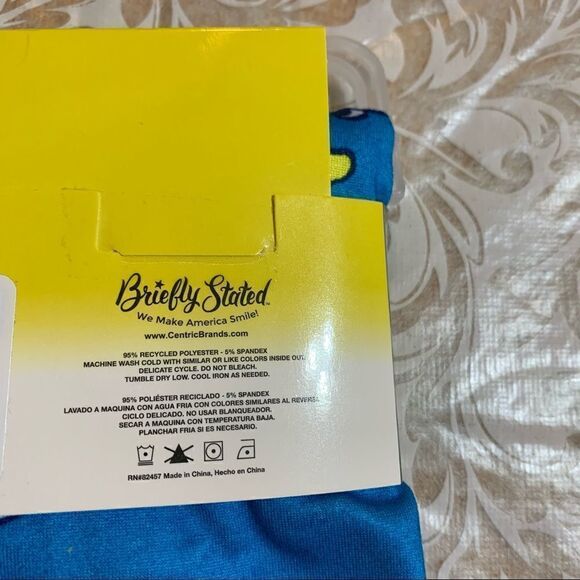 Briefly Stated™
We Make America Smile!
www.CentricBrands.com
95% RECYCLED POLYESTER - 5% SPANDEX
MACHINE WASH COLD WITH SIMILAR OR LIKE COLORS INSIDE OUT.
DELICATE CYCLE. DO NOT BLEACH.
TUMBLE DRY LOW. COOL IRON AS NEEDED.
95% POLIÉSTER RECICLADO - 5% SPANDEX
LAVADO A MAQUINA CON AGUA FRIA CON COLORES SIMILARES AL REVERSA.
CICLO DELICADO. NO USAR BLANQUEADOR.
SECAR A MAQUINA CON TEMPERATURA BAJA.
PLANCHAR FRIA SI ES NECESARIO.
RN#82457 Made in China, Hecho en China